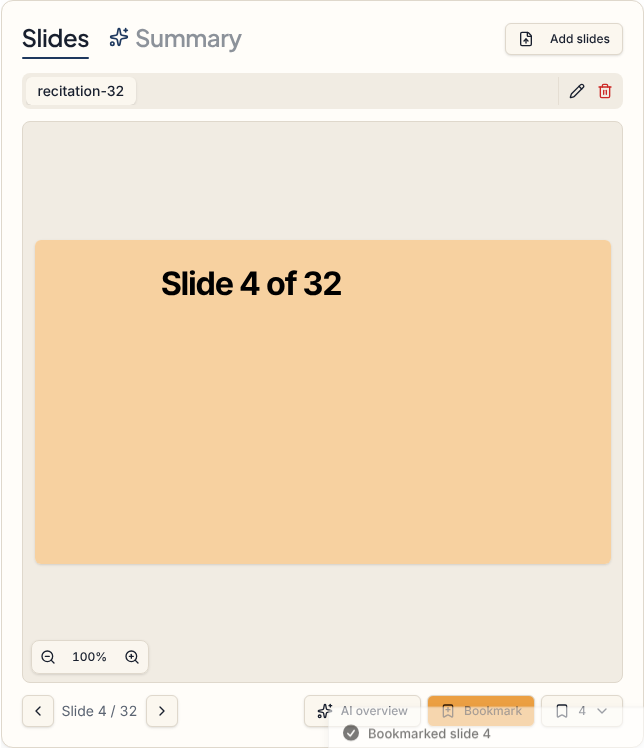 Slides Summary Add slides
recitation-32
Slide 4 of 32
100%
Slide 4 / 32 AI overview Bookmark 4
Bookmarked slide 4